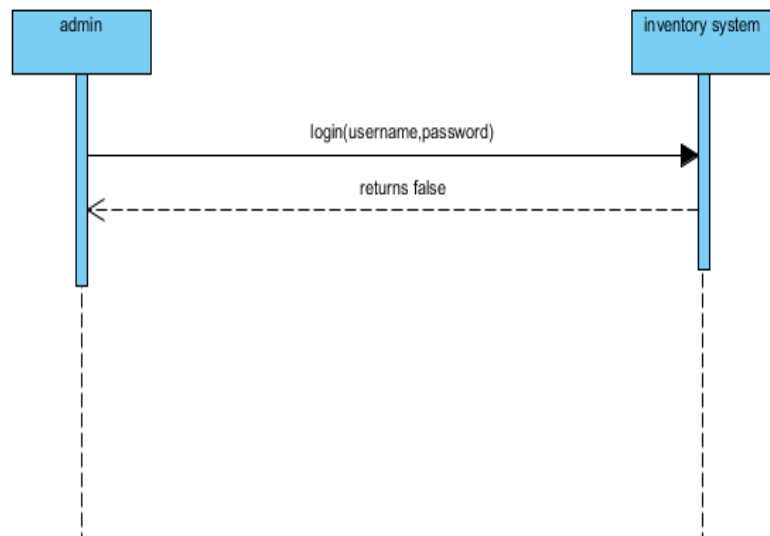 admin
inventory system
login(username,password)
returns false